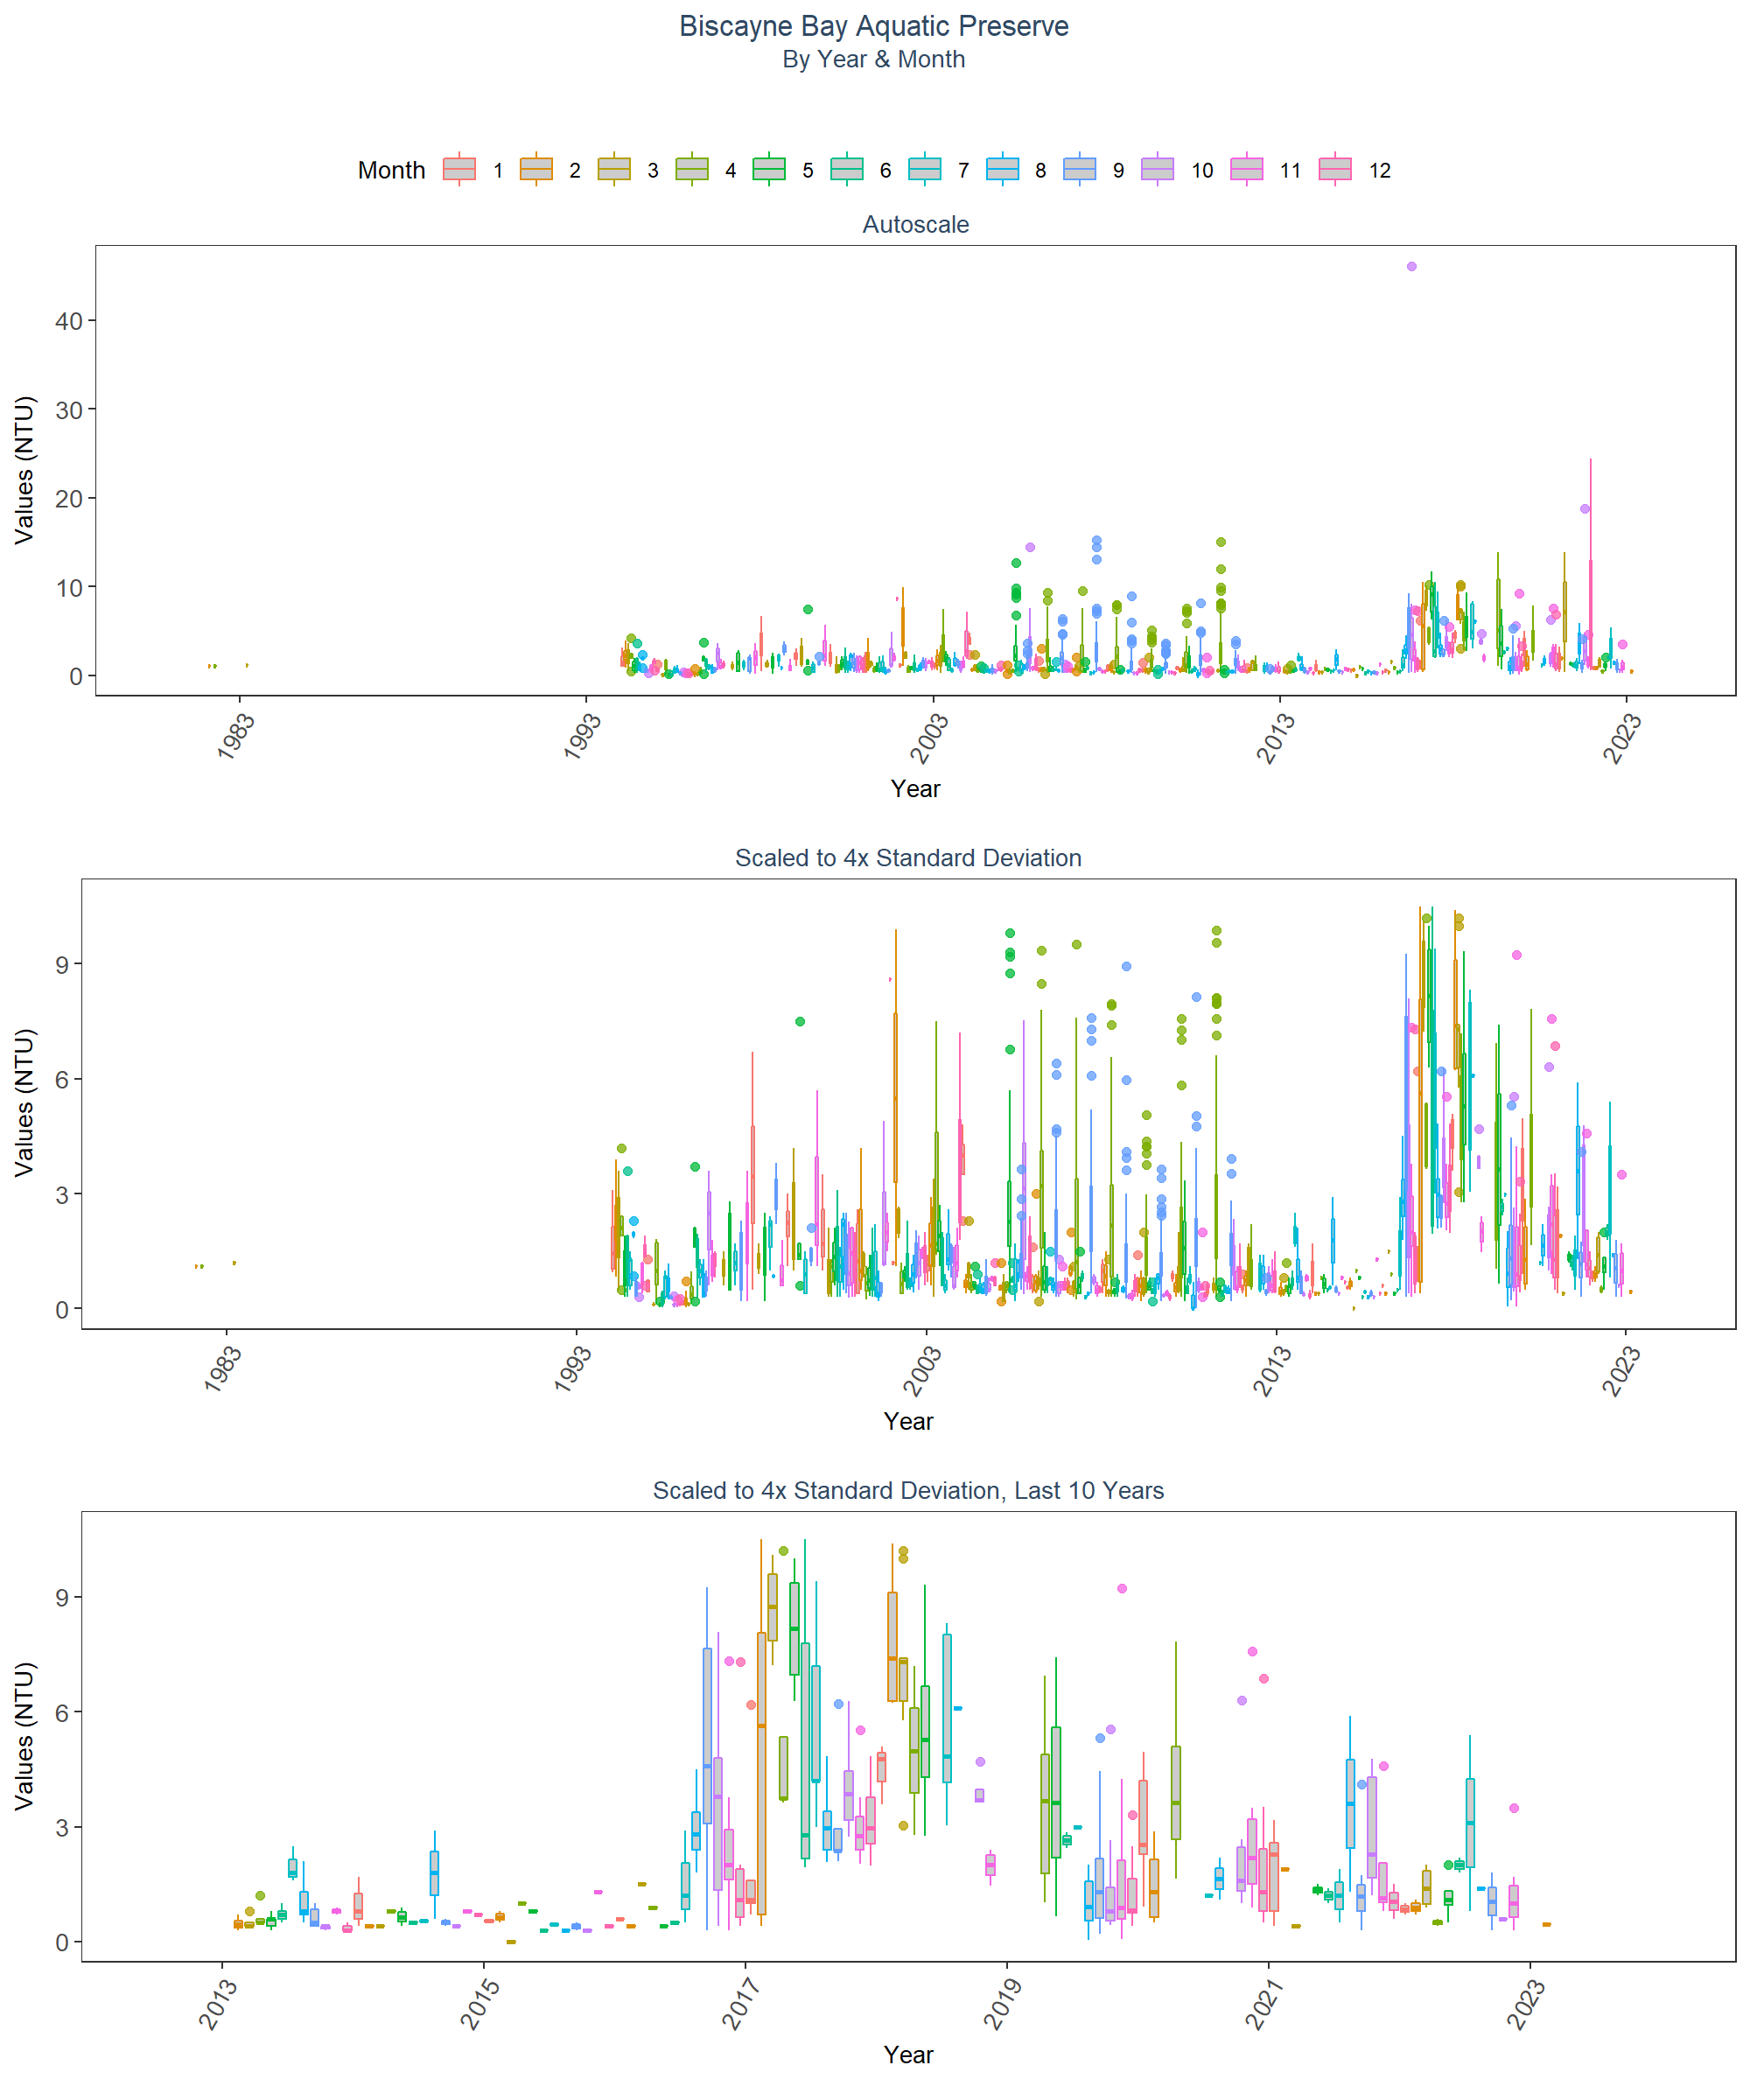 Biscayne Bay Aquatic Preserve
By Year & Month
Month 1 2 3 4 5 6 7 8 9 10 11 12
Autoscale
Values (NTU)
40
30
20
10
0
1983 1993 2003 2013 2023
Year
Scaled to 4x Standard Deviation
Values (NTU)
9
6
3
0
1983 1993 2003 2013 2023
Year
Scaled to 4x Standard Deviation, Last 10 Years
Values (NTU)
9
6
3
0
2013 2015 2017 2019 2021 2023
Year